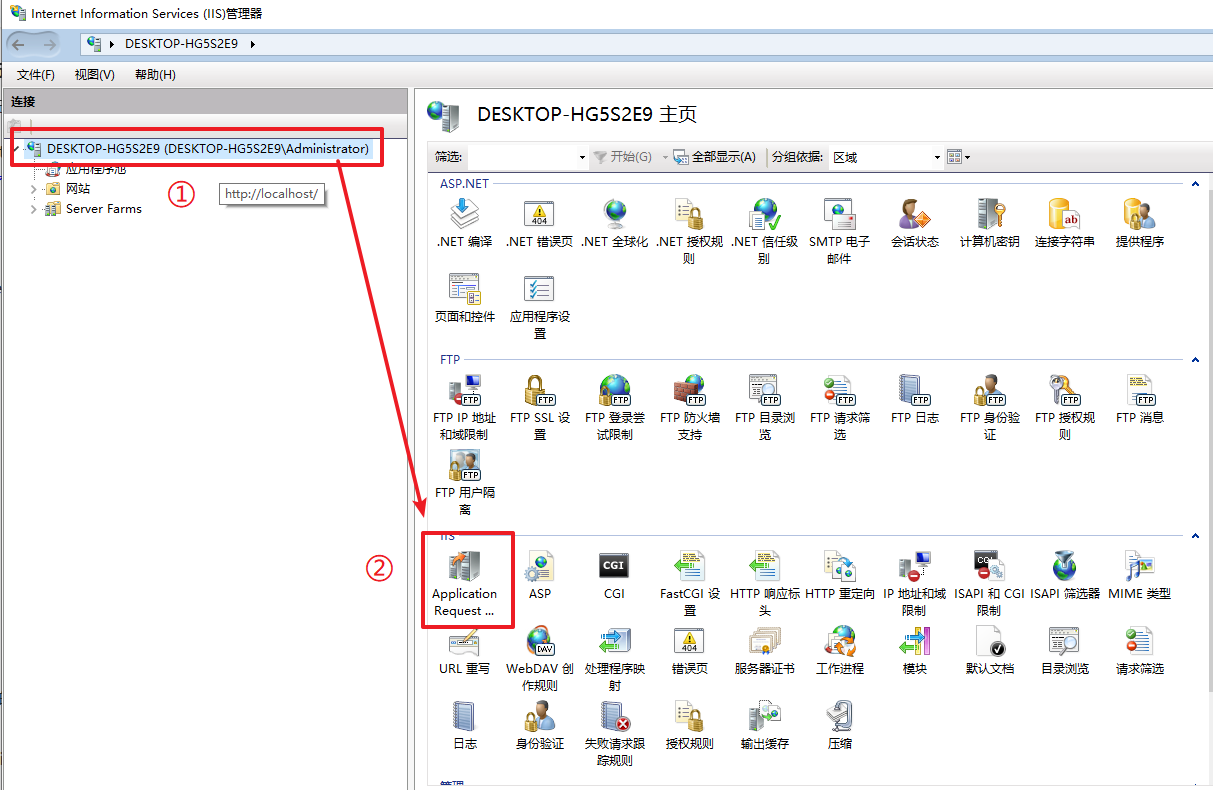 Internet Information Services (IIS)管理器
DESKTOP-HG5S2E9
文件(F) 视图(V) 帮助(H)
连接
DESKTOP-HG5S2E9 (DESKTOP-HG5S2E9\Administrator)
应用程序池
网站
Server Farms
①
http://localhost/
DESKTOP-HG5S2E9 主页
筛选: 开始(G) 全部显示(A) 分组依据: 区域
ASP.NET
.NET 编译 .NET 错误页 .NET 全球化 .NET 授权规 .NET 信任级 SMTP 电子 会话状态 计算机密钥 连接字符串 提供程序
则 别 邮件
页面和控件 应用程序设
置
FTP
FTP IP 地址 FTP SSL 设 FTP 登录尝 FTP 防火墙 FTP 目录浏 FTP 请求筛 FTP 日志 FTP 身份验 FTP 授权规 FTP 消息
和域限制 置 试限制 支持 览 选 证 则
FTP 用户隔
离
IIS
②
Application ASP CGI FastCGI 设 HTTP 响应标 HTTP 重定向 IP 地址和域 ISAPI 和 CGI ISAPI 筛选器 MIME 类型
Request ... 置 头 限制 限制
URL 重写 WebDAV 创 处理程序映 错误页 服务器证书 工作进程 模块 默认文档 目录浏览 请求筛选
作规则 射
日志 身份验证 失败请求跟 授权规则 输出缓存 压缩
踪规则
管理